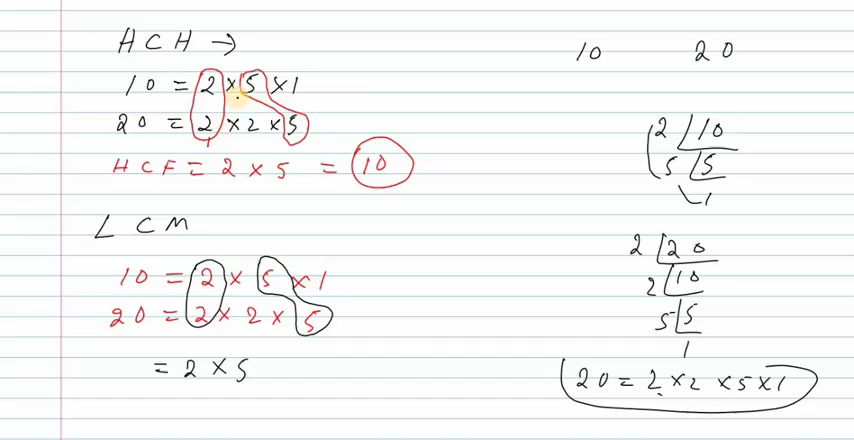 HCH →
10 = 2 × 5 × 1
20 = 2 × 2 × 5
HCF = 2 × 5 = 10
LCM
10 = 2 × 5 × 1
20 = 2 × 2 × 5
= 2 × 5
10 20
2 10
5 5
1
2 20
2 10
5 5
1
20 = 2 × 2 × 5 × 1